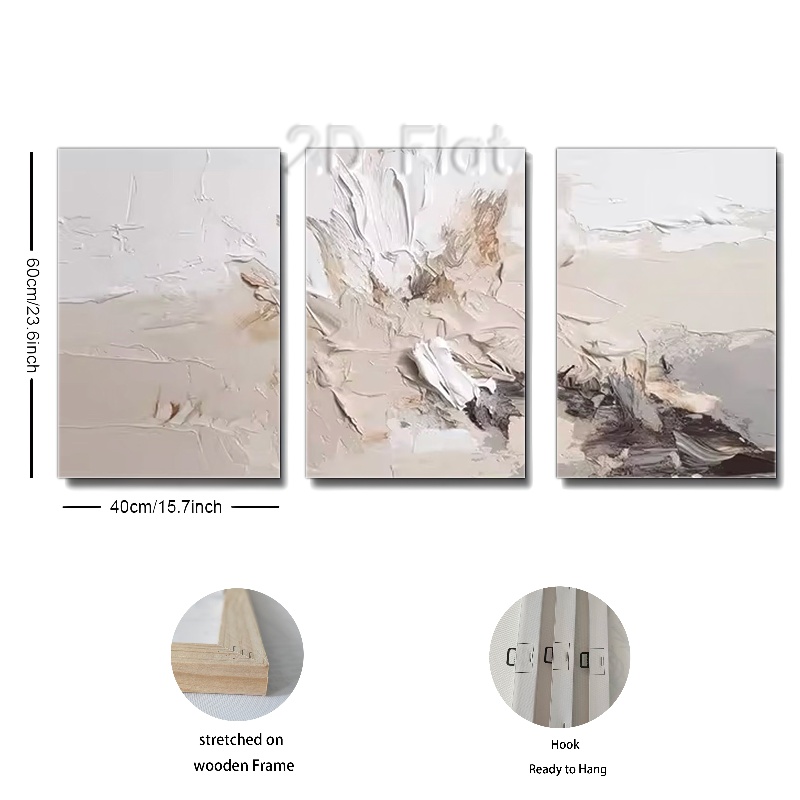 2D Flat
60cm/23.6inch
40cm/15.7inch
stretched on
wooden Frame
Hook
Ready to Hang